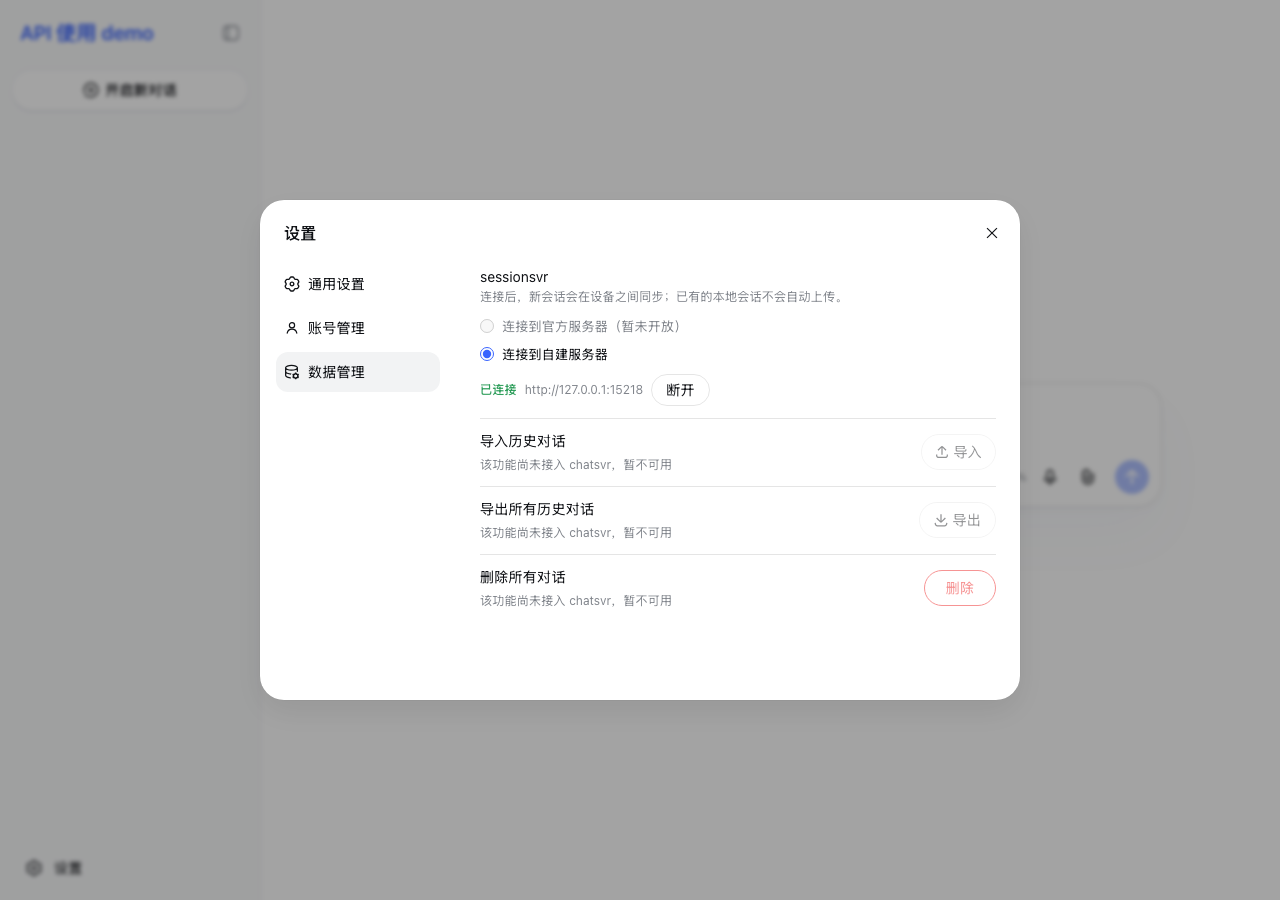 API 使用 demo
开启新对话
设置
通用设置
账号管理
数据管理
sessionsvr
连接后，新会话会在设备之间同步；已有的本地会话不会自动上传。
连接到官方服务器（暂未开放）
连接到自建服务器
已连接 http://127.0.0.1:15218 断开
导入历史对话
该功能尚未接入 chatsvr，暂不可用
导入
导出所有历史对话
该功能尚未接入 chatsvr，暂不可用
导出
删除所有对话
该功能尚未接入 chatsvr，暂不可用
删除
设置